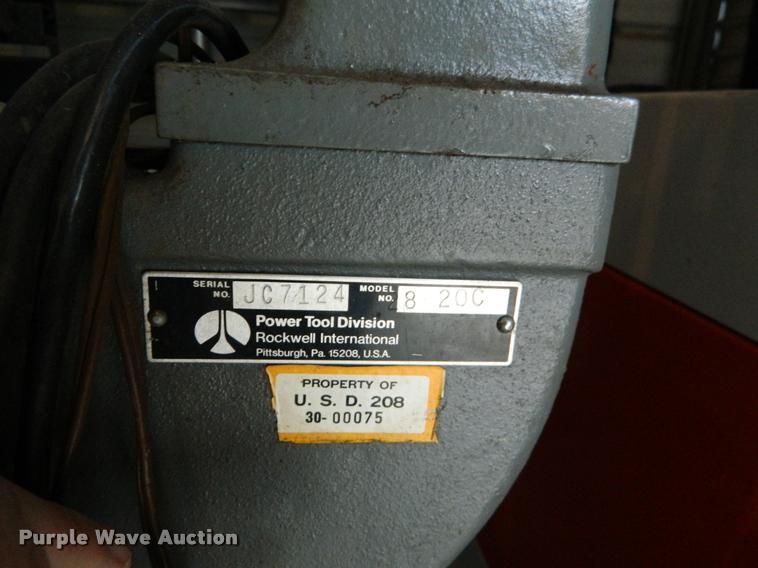 SERIAL NO. JC7124 MODEL NO. 8 20C
Power Tool Division
Rockwell International
Pittsburgh, Pa. 15208, U.S.A.
PROPERTY OF
U. S. D. 208
30- 00075
Purple Wave Auction